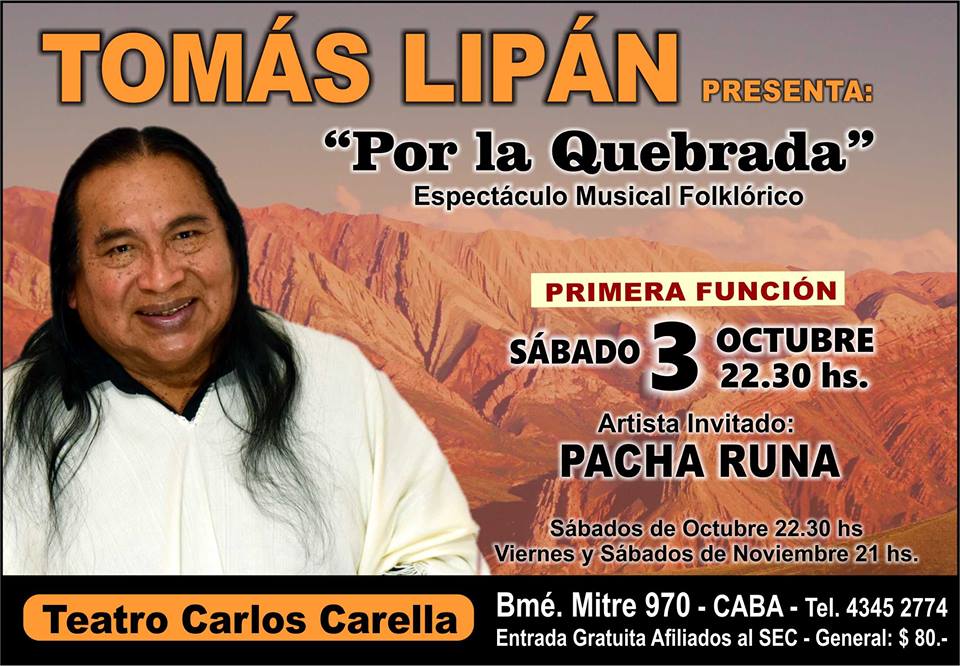 TOMÁS LIPÁN PRESENTA:
“Por la Quebrada”
Espectáculo Musical Folklórico
PRIMERA FUNCIÓN
SÁBADO 3 OCTUBRE
22.30 hs.
Artista Invitado:
PACHA RUNA
Sábados de Octubre 22.30 hs
Viernes y Sábados de Noviembre 21 hs.
Teatro Carlos Carella
Bmé. Mitre 970 - CABA - Tel. 4345 2774
Entrada Gratuita Afiliados al SEC - General: $ 80.-